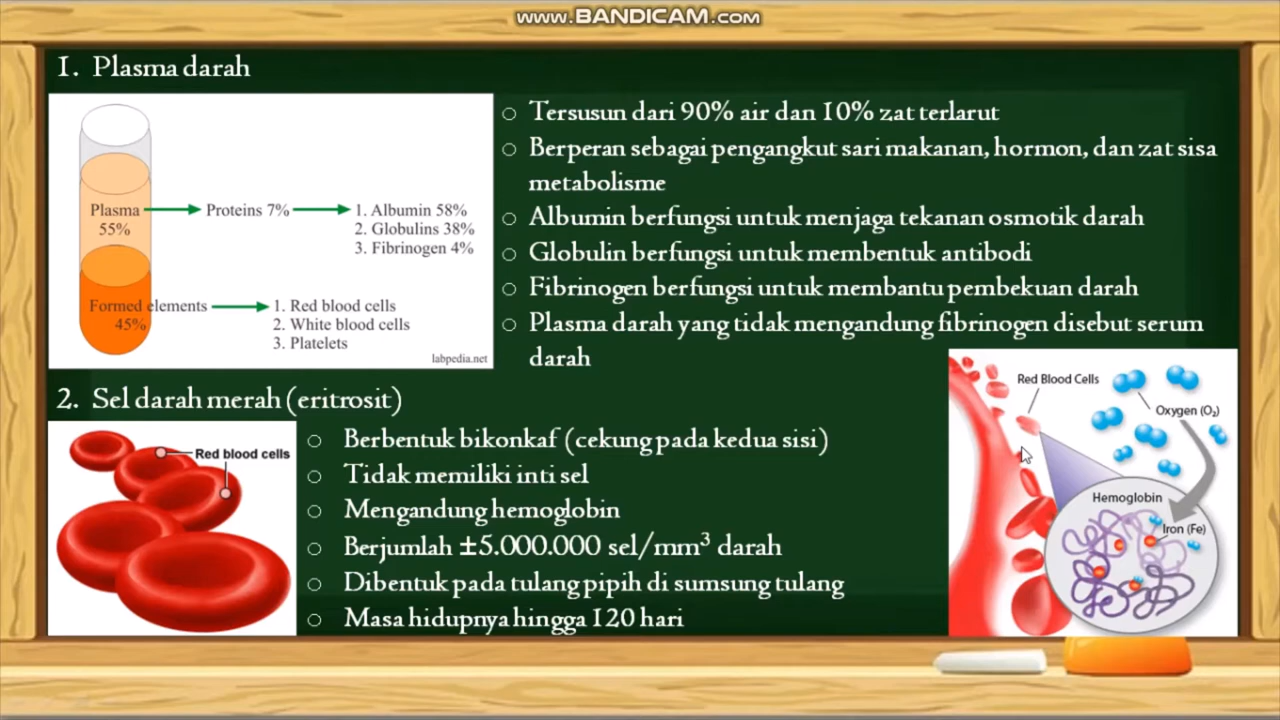 www.BANDICAM.com
1. Plasma darah
Plasma
55%
Proteins 7%
1. Albumin 58%
2. Globulins 38%
3. Fibrinogen 4%
Formed elements
45%
1. Red blood cells
2. White blood cells
3. Platelets
labpedia.net
○ Tersusun dari 90% air dan 10% zat terlarut
○ Berperan sebagai pengangkut sari makanan, hormon, dan zat sisa
metabolisme
○ Albumin berfungsi untuk menjaga tekanan osmotik darah
○ Globulin berfungsi untuk membentuk antibodi
○ Fibrinogen berfungsi untuk membantu pembekuan darah
○ Plasma darah yang tidak mengandung fibrinogen disebut serum
darah
2. Sel darah merah (eritrosit)
Red blood cells
○ Berbentuk bikonkaf (cekung pada kedua sisi)
○ Tidak memiliki inti sel
○ Mengandung hemoglobin
○ Berjumlah ±5.000.000 sel/mm³ darah
○ Dibentuk pada tulang pipih di sumsung tulang
○ Masa hidupnya hingga 120 hari
Red Blood Cells
Oxygen (O₂)
Hemoglobin
Iron (Fe)